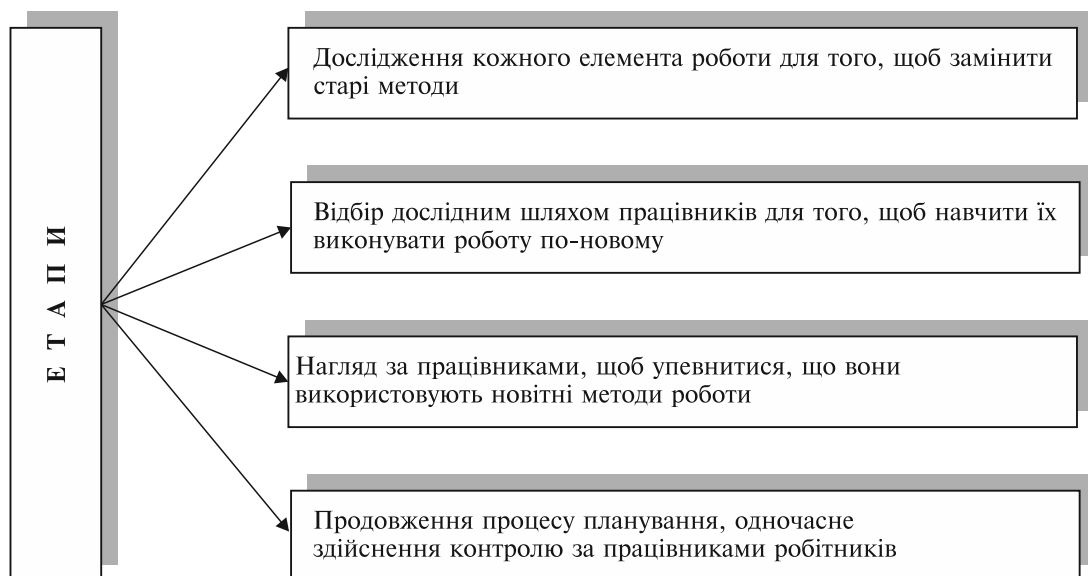 Е Т А П И
Дослідження кожного елемента роботи для того, щоб замінити
старі методи
Відбір дослідним шляхом працівників для того, щоб навчити їх
виконувати роботу по-новому
Нагляд за працівниками, щоб упевнитися, що вони
використовують новітні методи роботи
Продовження процесу планування, одночасне
здійснення контролю за працівниками робітників